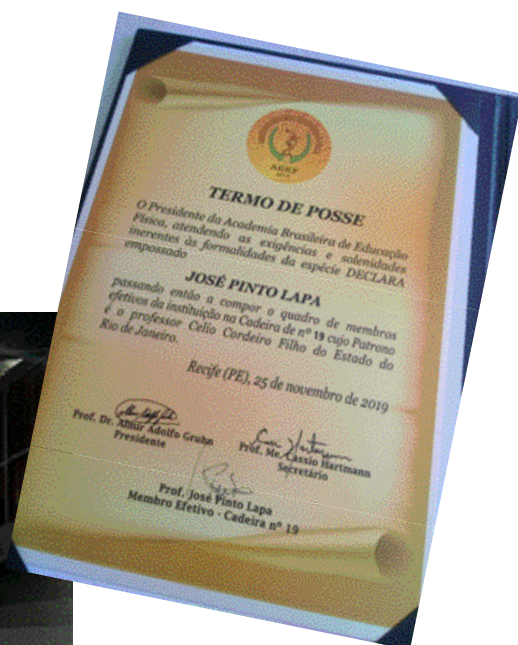 ABEF
TERMO DE POSSE
O Presidente da Academia Brasileira de Educação
Física, atendendo as exigências e solenidades
inerentes às formalidades da espécie DECLARA
empossado
JOSÉ PINTO LAPA
passando então a compor o quadro de membros
efetivos da instituição na Cadeira de nº 19 cujo Patrono
é o professor Celio Cordeiro Filho do Estado do
Rio de Janeiro.
Recife (PE), 25 de novembro de 2019
Prof. Dr. Almir Adolfo Gruhn
Presidente
Prof. Me. Cassio Hartmann
Secretário
Prof. José Pinto Lapa
Membro Efetivo - Cadeira nº 19